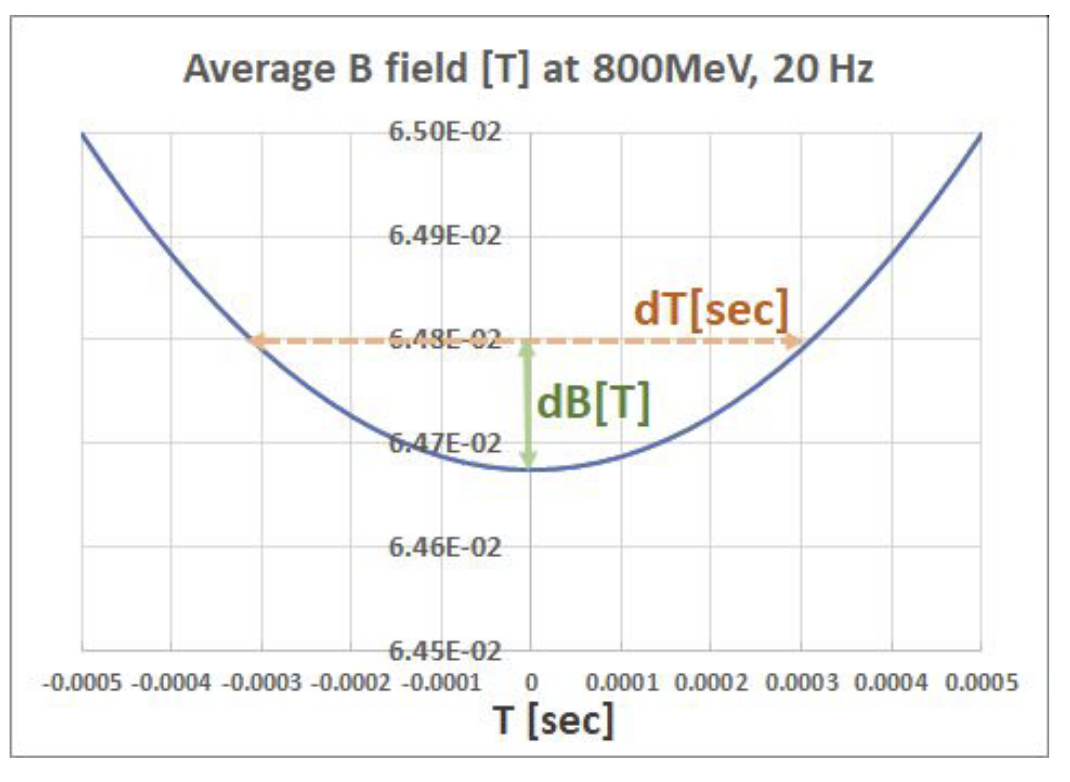 Average B field [T] at 800MeV, 20 Hz
6.50E-02
6.49E-02
dT[sec]
6.48E-02
dB[T]
6.47E-02
6.46E-02
6.45E-02
-0.0005 -0.0004 -0.0003 -0.0002 -0.0001 0 0.0001 0.0002 0.0003 0.0004 0.0005
T [sec]